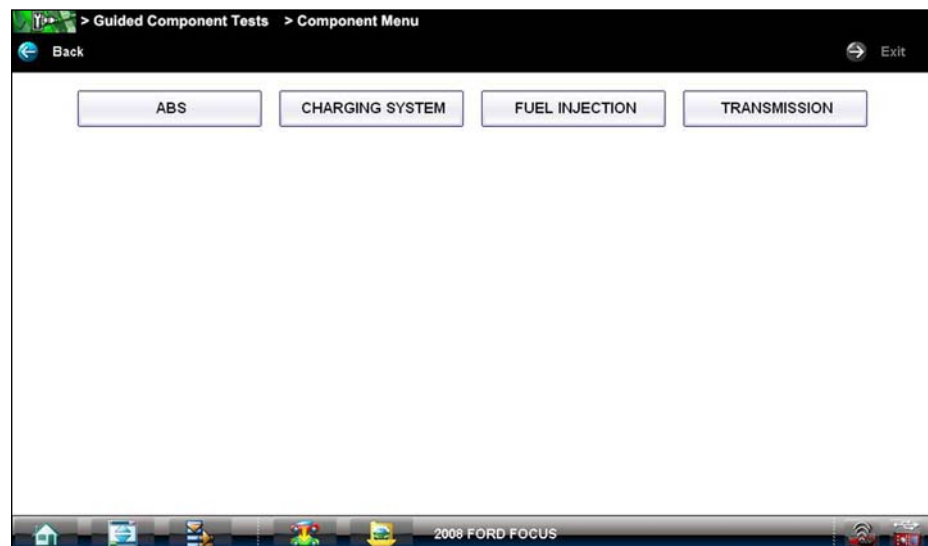 > Guided Component Tests > Component Menu
Back Exit
ABS CHARGING SYSTEM FUEL INJECTION TRANSMISSION
2008 FORD FOCUS